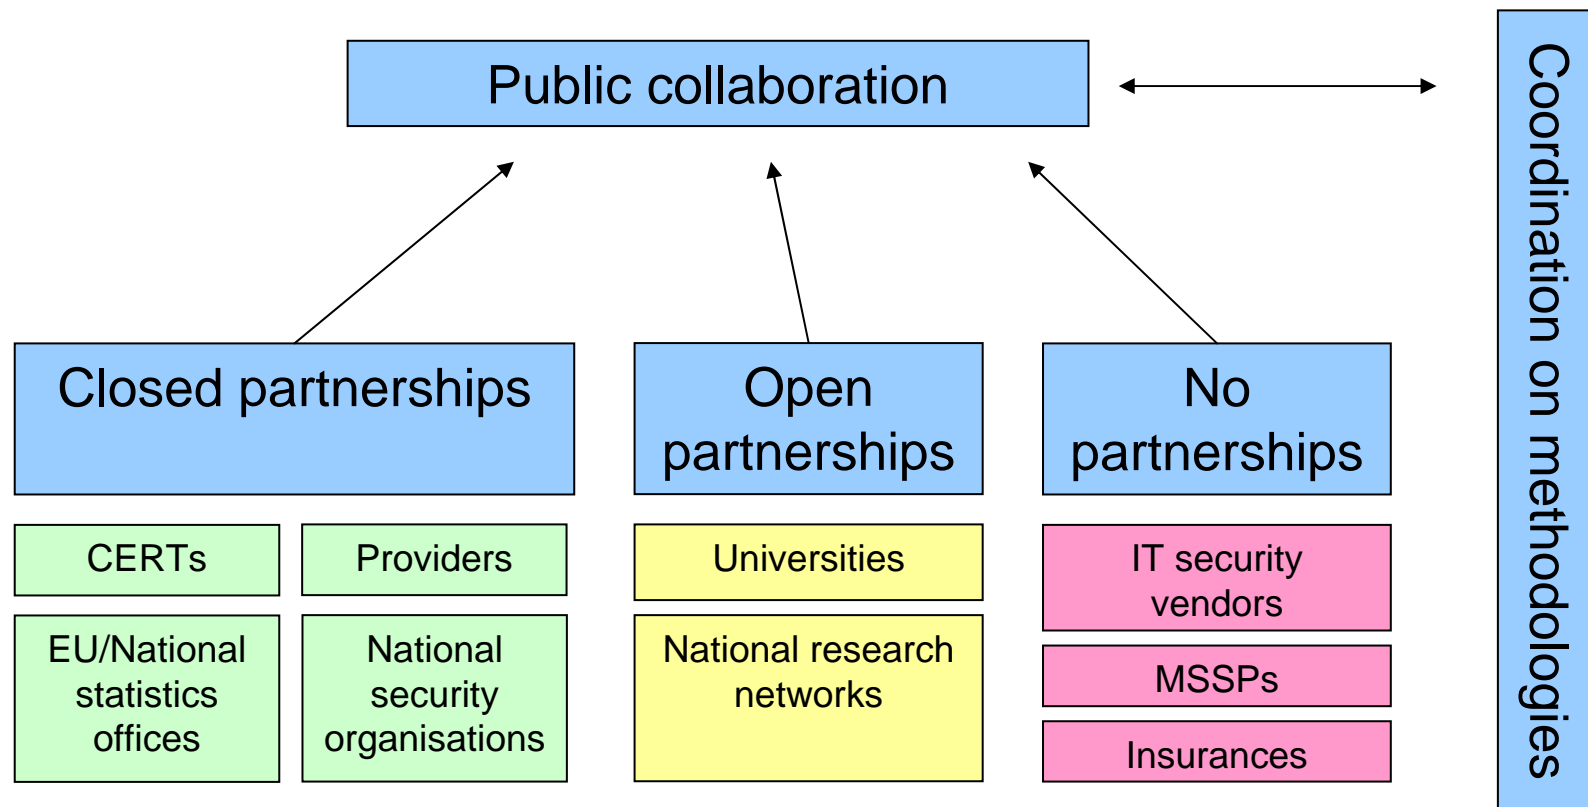 Public collaboration
Coordination on methodologies
Closed partnerships
Open
partnerships
No
partnerships
CERTs
Providers
EU/National
statistics
offices
National
security
organisations
Universities
National research
networks
IT security
vendors
MSSPs
Insurances